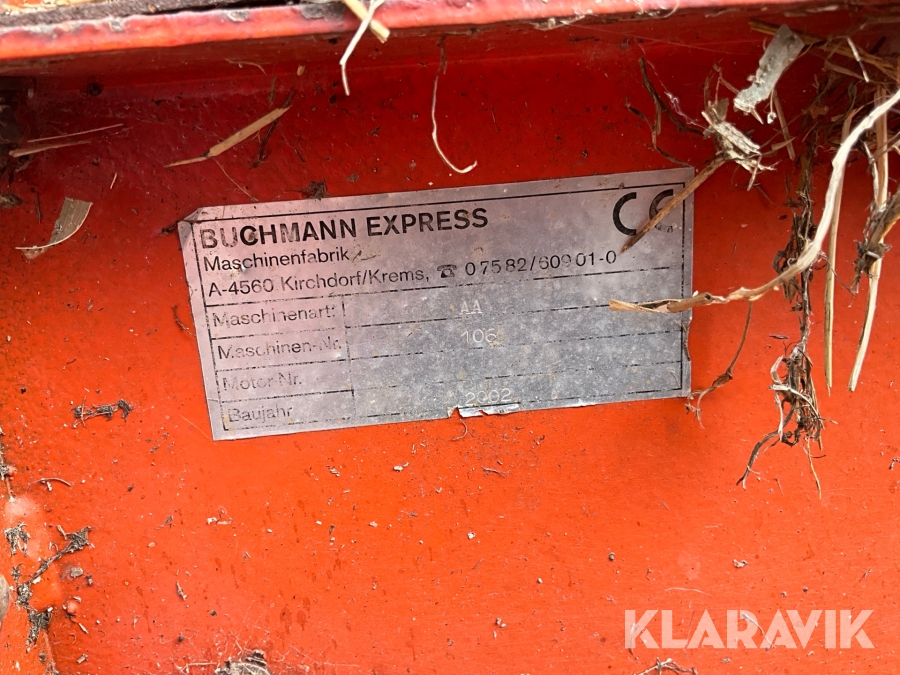 BUCHMANN EXPRESS CE
Maschinenfabrik
A-4560 Kirchdorf/Krems, ☎ 07582/60901-0
Maschinenart: AA
Maschinen-Nr. 106
Motor-Nr.
Baujahr 2002
KLARAVIK